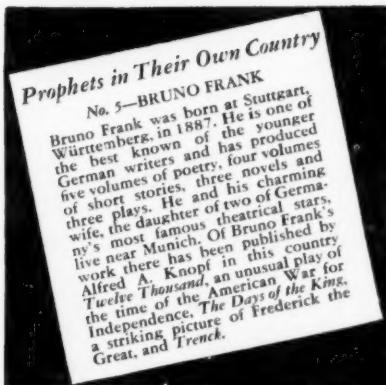 Prophets in Their Own Country
No. 5—BRUNO FRANK
Bruno Frank was born at Stuttgart,
Württemberg, in 1887. He is one of
the best known of the younger
German writers and has produced
five volumes of poetry, four volumes
of short stories, three novels and
three plays. He and his charming
wife, the daughter of two of Germa-
ny's most famous theatrical stars,
live near Munich. Of Bruno Frank's
work there has been published by
Alfred A. Knopf in this country
Twelve Thousand, an unusual play of
the time of the American War for
Independence, The Days of the King,
a striking picture of Frederick the
Great, and Trenck.